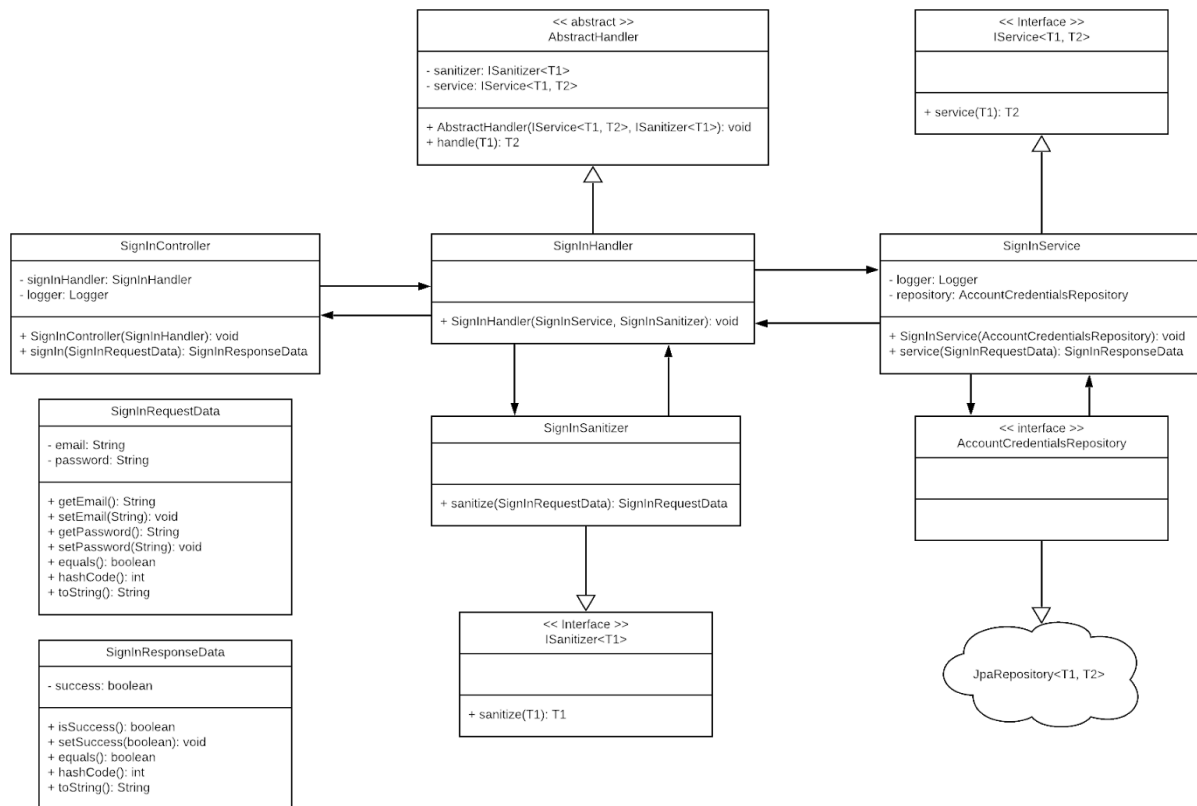 << abstract >>
AbstractHandler
- sanitizer: ISanitizer<T1>
- service: IService<T1, T2>
+ AbstractHandler(IService<T1, T2>, ISanitizer<T1>): void
+ handle(T1): T2
<< Interface >>
IService<T1, T2>
+ service(T1): T2
SignInController
- signInHandler: SignInHandler
- logger: Logger
+ SignInController(SignInHandler): void
+ signIn(SignInRequestData): SignInResponseData
SignInHandler
+ SignInHandler(SignInService, SignInSanitizer): void
SignInService
- logger: Logger
- repository: AccountCredentialsRepository
+ SignInService(AccountCredentialsRepository): void
+ service(SignInRequestData): SignInResponseData
SignInRequestData
- email: String
- password: String
+ getEmail(): String
+ setEmail(String): void
+ getPassword(): String
+ setPassword(String): void
+ equals(): boolean
+ hashCode(): int
+ toString(): String
SignInSanitizer
+ sanitize(SignInRequestData): SignInRequestData
<< interface >>
AccountCredentialsRepository
SignInResponseData
- success: boolean
+ isSuccess(): boolean
+ setSuccess(boolean): void
+ equals(): boolean
+ hashCode(): int
+ toString(): String
<< Interface >>
ISanitizer<T1>
+ sanitize(T1): T1
JpaRepository<T1, T2>